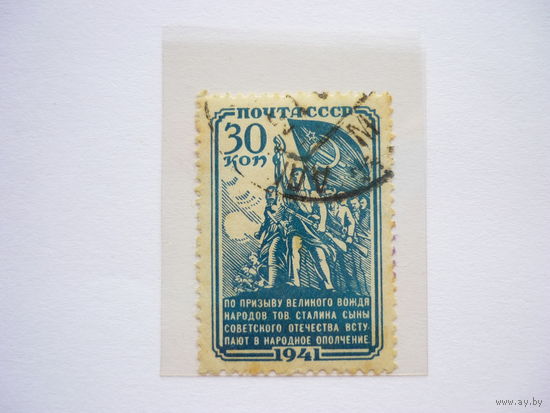 ПОЧТА СССР
30
КОП
ПО ПРИЗЫВУ ВЕЛИКОГО ВОЖДЯ
НАРОДОВ ТОВ. СТАЛИНА СЫНЫ
СОВЕТСКОГО ОТЕЧЕСТВА ВСТУ-
ПАЮТ В НАРОДНОЕ ОПОЛЧЕНИЕ
1941
www.ay.by